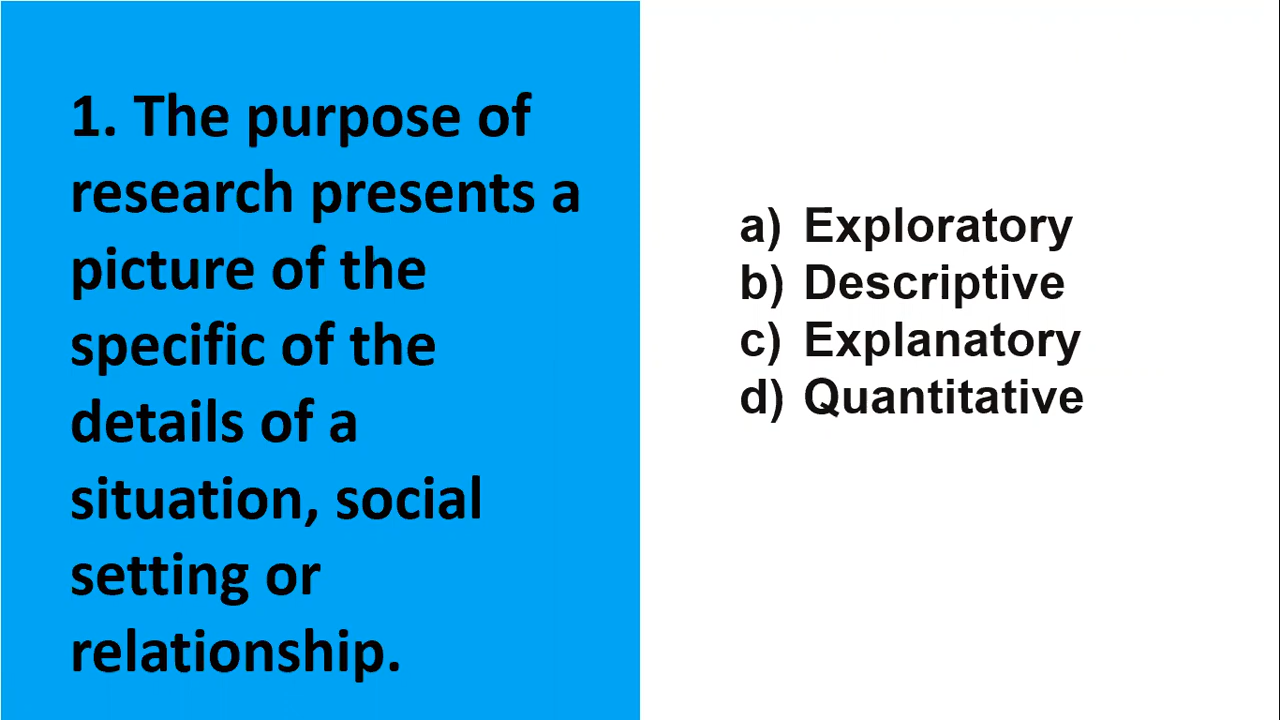 1. The purpose of
research presents a
picture of the
specific of the
details of a
situation, social
setting or
relationship.
a) Exploratory
b) Descriptive
c) Explanatory
d) Quantitative